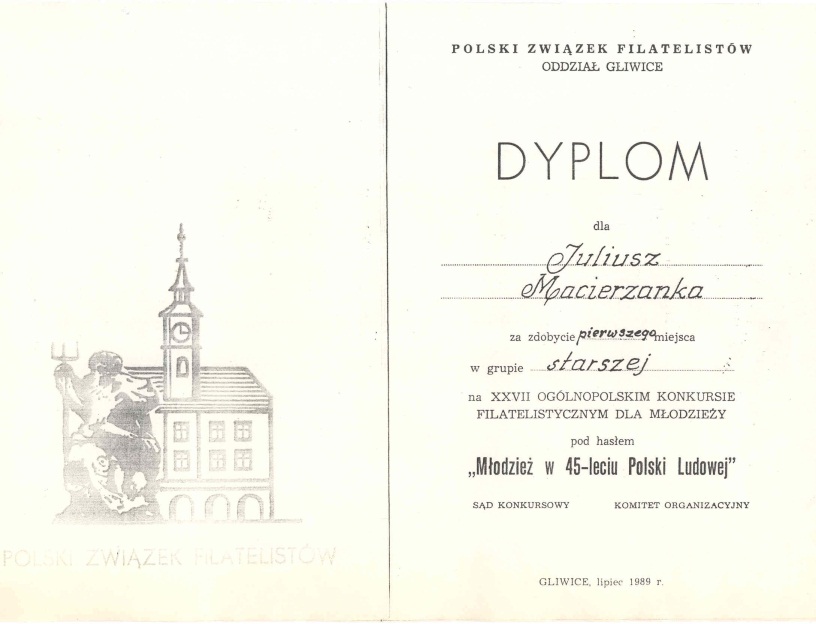 POLSKI ZWIĄZEK FILATELISTÓW
POLSKI ZWIĄZEK FILATELISTÓW
ODDZIAŁ GLIWICE
DYPLOM
dla
Juliusz
Macierzanka
za zdobycie pierwszego miejsca
w grupie starszej
na XXVII OGÓLNOPOLSKIM KONKURSIE
FILATELISTYCZNYM DLA MŁODZIEŻY
pod hasłem
„Młodzież w 45-leciu Polski Ludowej”
SĄD KONKURSOWY KOMITET ORGANIZACYJNY
GLIWICE, lipiec 1989 r.